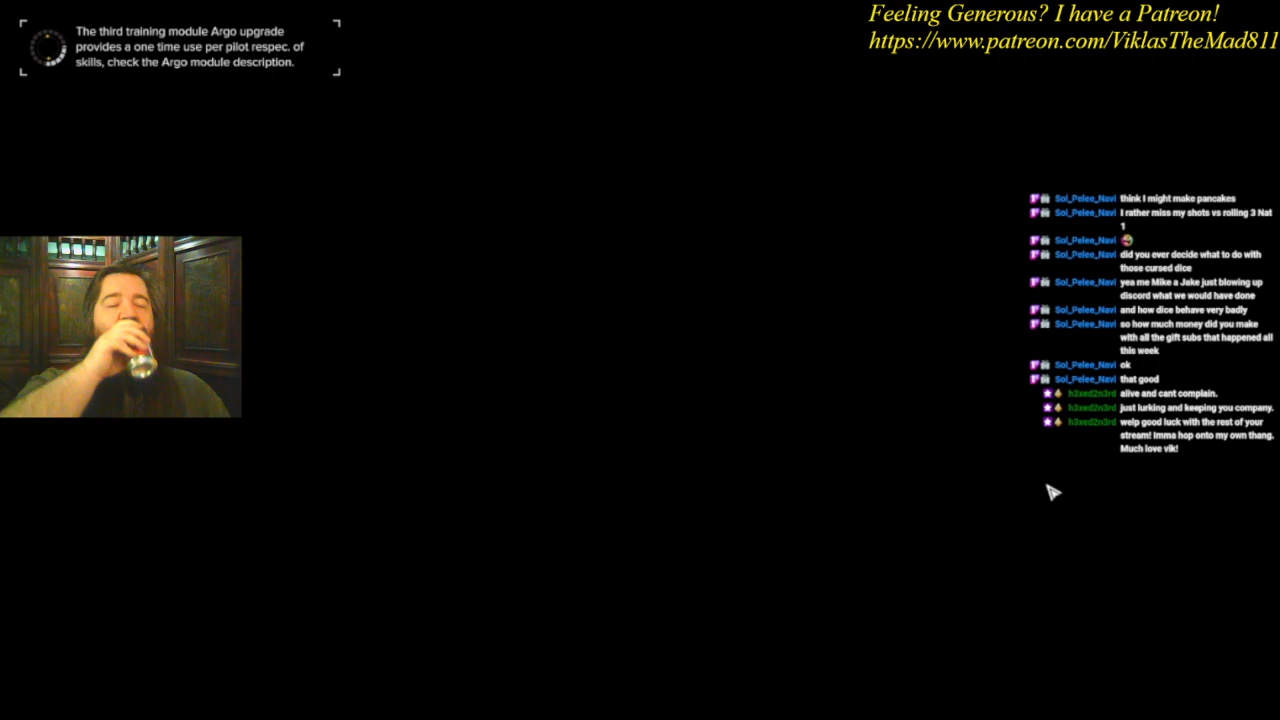 The third training module Argo upgrade
provides a one time use per pilot respec. of
skills, check the Argo module description.
Feeling Generous? I have a Patreon!
https://www.patreon.com/ViklasTheMad811
Sol_Pelee_Navi think I might make pancakes
Sol_Pelee_Navi I rather miss my shots vs rolling 3 Nat
1
Sol_Pelee_Navi
Sol_Pelee_Navi did you ever decide what to do with
those cursed dice
Sol_Pelee_Navi yea me Mike a Jake just blowing up
discord what we would have done
Sol_Pelee_Navi and how dice behave very badly
Sol_Pelee_Navi so how much money did you make
with all the gift subs that happened all
this week
Sol_Pelee_Navi ok
Sol_Pelee_Navi that good
h3xed2n3rd alive and cant complain.
h3xed2n3rd just lurking and keeping you company.
h3xed2n3rd welp good luck with the rest of your
stream! Imma hop onto my own thang.
Much love vik!